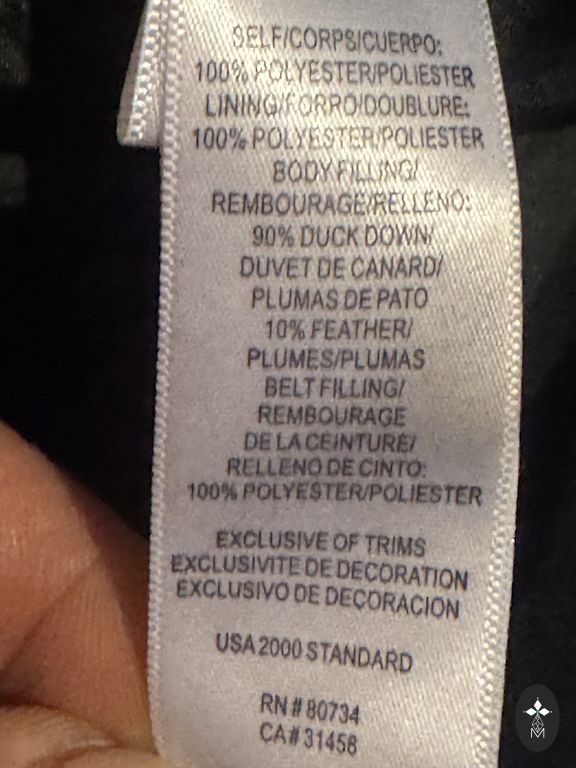 SELF/CORPS/CUERPO:
100% POLYESTER/POLIESTER
LINING/FORRO/DOUBLURE:
100% POLYESTER/POLIESTER
BODY FILLING/
REMBOURAGE/RELLENO:
90% DUCK DOWN/
DUVET DE CANARD/
PLUMAS DE PATO
10% FEATHER/
PLUMES/PLUMAS
BELT FILLING/
REMBOURAGE
DE LA CEINTURE/
RELLENO DE CINTO:
100% POLYESTER/POLIESTER
EXCLUSIVE OF TRIMS
EXCLUSIVITE DE DECORATION
EXCLUSIVO DE DECORACION
USA 2000 STANDARD
RN # 80734
CA# 31458
M